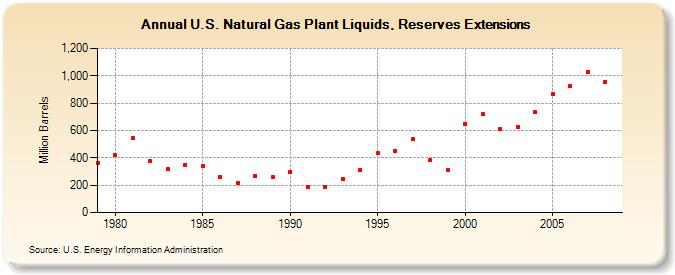 Annual U.S. Natural Gas Plant Liquids, Reserves Extensions
Million Barrels
1,200
1,000
800
600
400
200
0
1980 1985 1990 1995 2000 2005
Source: U.S. Energy Information Administration